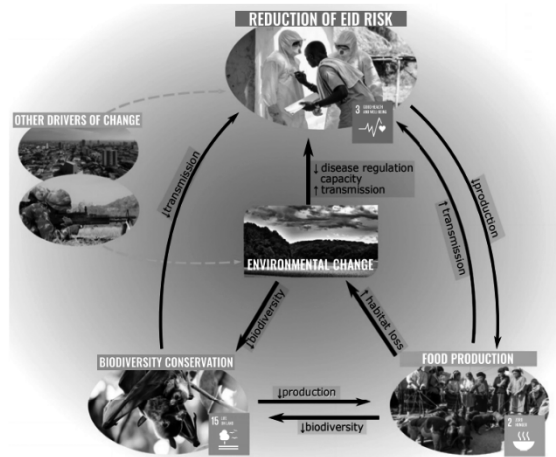 REDUCTION OF EID RISK
3 GOOD HEALTH
AND WELL-BEING
OTHER DRIVERS OF CHANGE
↓transmission
↓ disease regulation
capacity
↑ transmission
↓production
↑ transmission
ENVIRONMENTAL CHANGE
↓biodiversity
↑ habitat loss
BIODIVERSITY CONSERVATION
FOOD PRODUCTION
↓production
↓biodiversity
15 LIFE
ON LAND
2 ZERO
HUNGER